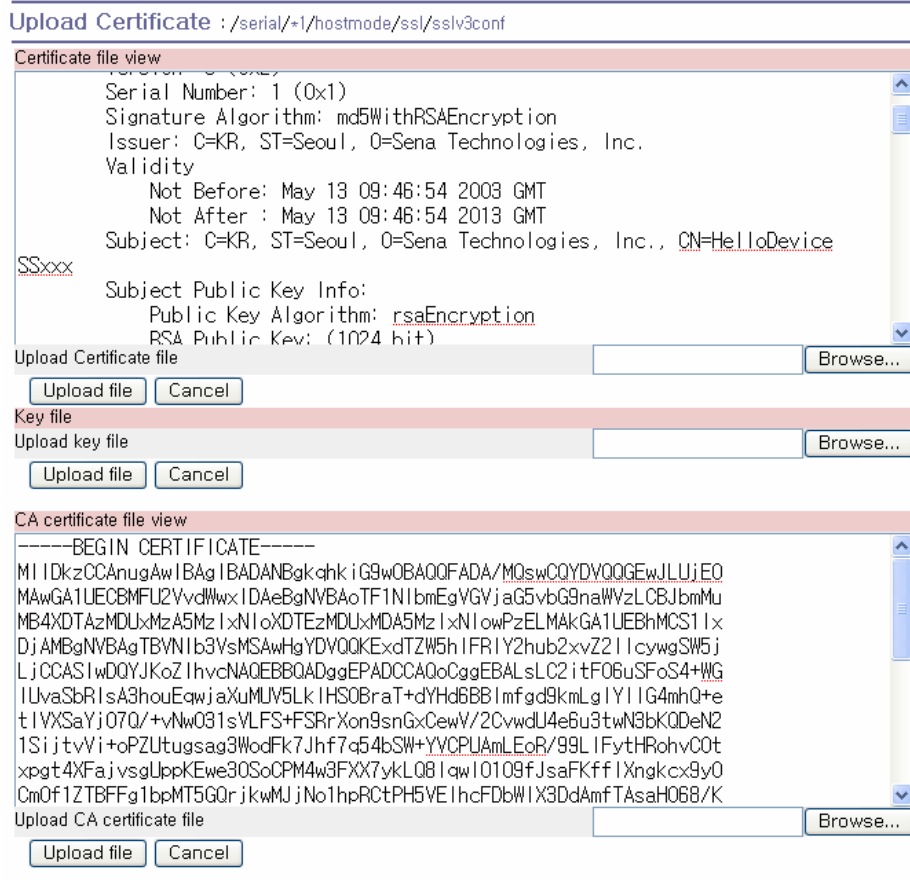 Upload Certificate : /serial/*1/hostmode/ssl/sslv3conf
Certificate file view
Serial Number: 1 (0x1)
Signature Algorithm: md5WithRSAEncryption
Issuer: C=KR, ST=Seoul, O=Sena Technologies, Inc.
Validity
Not Before: May 13 09:46:54 2003 GMT
Not After : May 13 09:46:54 2013 GMT
Subject: C=KR, ST=Seoul, O=Sena Technologies, Inc., CN=HelloDevice
SSxxx
Subject Public Key Info:
Public Key Algorithm: rsaEncryption
RSA Public Key: (1024 bit)
Upload Certificate file
Browse...
Upload file Cancel
Key file
Upload key file
Browse...
Upload file Cancel
CA certificate file view
-----BEGIN CERTIFICATE-----
MIIDkzCCAnugAwIBAgIBADANBgkqhkiG9w0BAQQFADA/MQswCQYDVQQGEwJLUjEO
MAwGA1UECBMFU2VvdWwxIDAeBgNVBAoTF1NlbmEgVGVjaG5vbG9naWVzLCBJbmMu
MB4XDTAzMDUxMzA5MzIxNloXDTEzMDUxMDA5MzIxNlowPzELMAkGA1UEBhMCS1Ix
DjAMBgNVBAgTBVNlb3VsMSAwHgYDVQQKExdTZW5hIFRlY2hub2xvZ2llcywgSW5j
LjCCASIwDQYJKoZIhvcNAQEBBQADggEPADCCAQoCggEBALsLC2itF06uSFoS4+WG
lUvaSbRIsA3houEqwjaXuMUV5LkIHSOBraT+dYHd6BBImfgd9kmLgIYIIG4mhQ+e
tIVXSaYj07Q/+vNw031sVLFS+FSRrXon9snGxCewV/2CvwdU4e6u3twN3bKQDeN2
1SijtvVi+oPZUtugsag3WodFk7Jhf7q54bSW+YVCPUAmLEoR/99LIFytHRohvC0t
xpgt4XFajvsgUppKEwe3OSoCPM4w3FXX7ykLQ8IqwI0109fJsaFKffIXngkcx9yO
CmOf1ZTBFFg1bpMT5GQrjkwMJjNo1hpRCtPH5VEIhcFDbWlX3DdAmfTAsaHO68/K
Upload CA certificate file
Browse...
Upload file Cancel